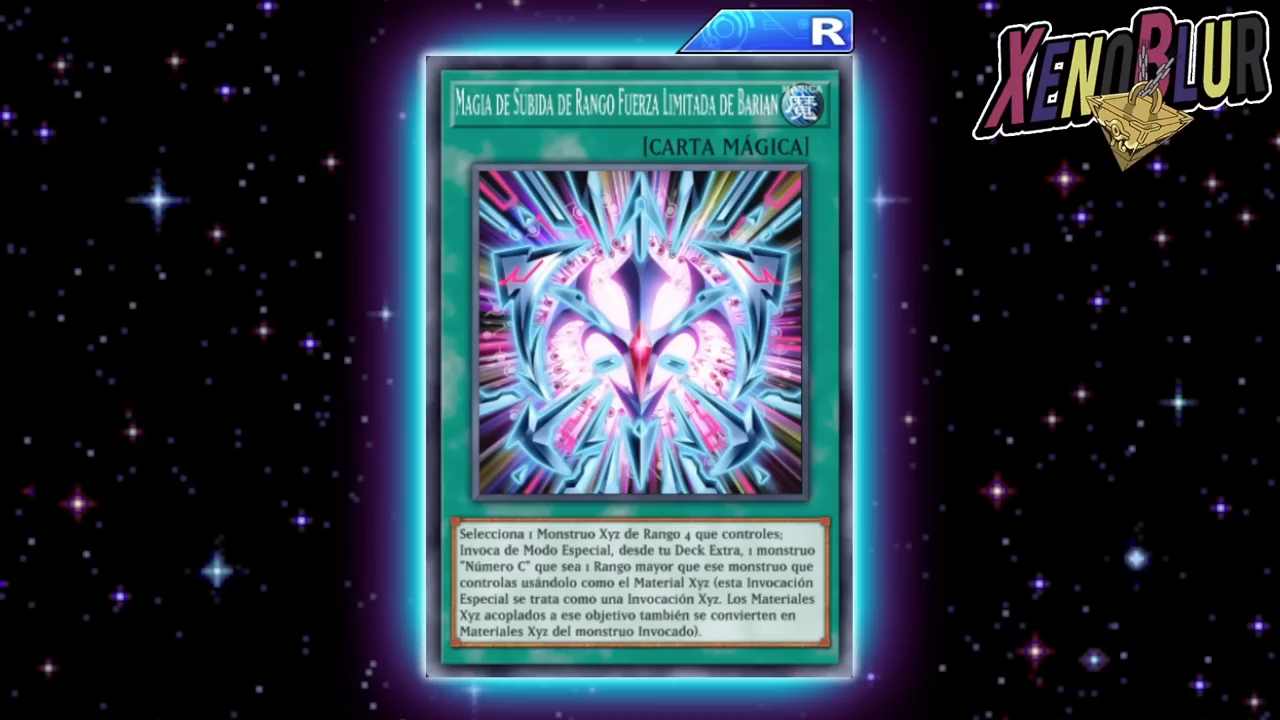 R
XENOBLUR
MAGIA DE SUBIDA DE RANGO FUERZA LIMITADA DE BARIAN
MÁGICA
魔
[CARTA MÁGICA]
Selecciona 1 Monstruo Xyz de Rango 4 que controles;
Invoca de Modo Especial, desde tu Deck Extra, 1 monstruo
"Número C" que sea 1 Rango mayor que ese monstruo que
controlas usándolo como el Material Xyz (esta Invocación
Especial se trata como una Invocación Xyz. Los Materiales
Xyz acoplados a ese objetivo también se convierten en
Materiales Xyz del monstruo Invocado).